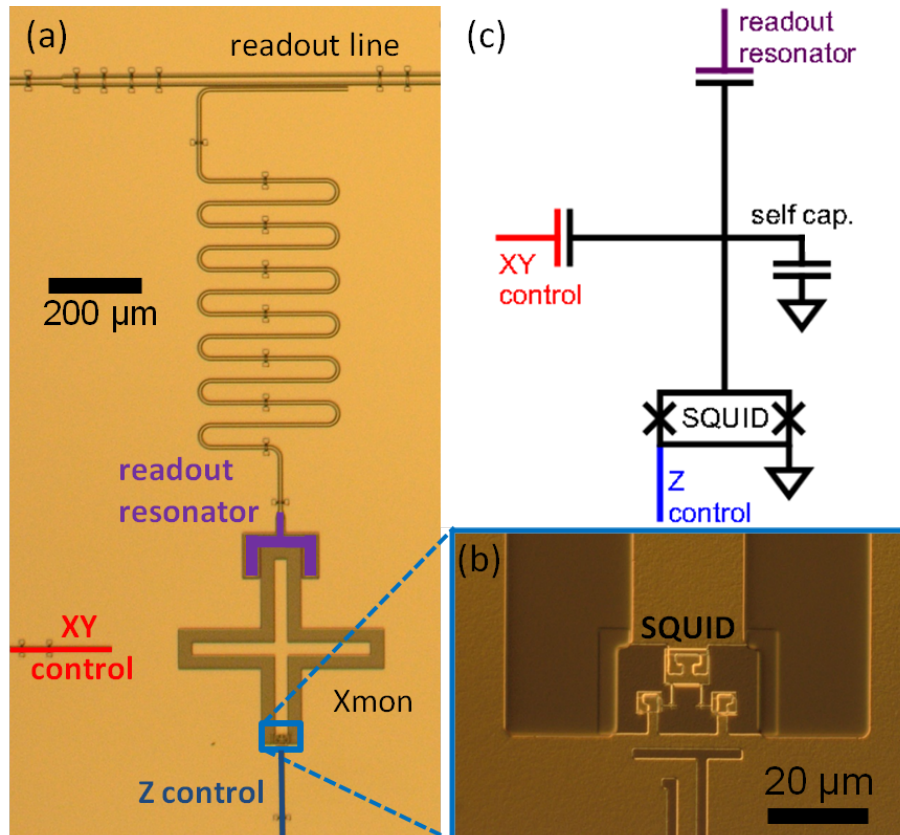 (a)
readout line
200 μm
readout
resonator
XY
control
Xmon
Z control
(c)
readout
resonator
self cap.
XY
control
SQUID
Z
control
(b)
SQUID
20 μm